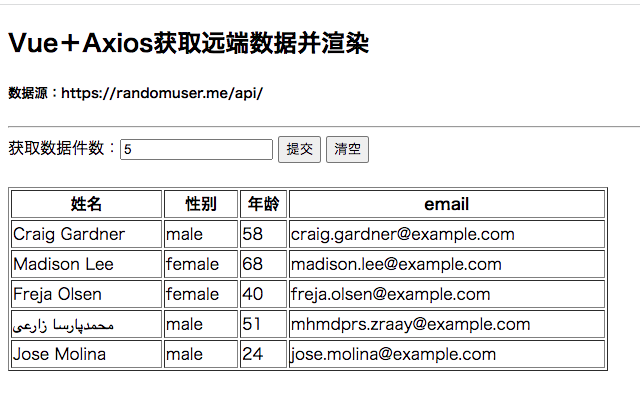 Vue＋Axios获取远端数据并渲染
数据源：https://randomuser.me/api/
获取数据件数：5 提交 清空
姓名 性别 年龄 email
Craig Gardner male 58 craig.gardner@example.com
Madison Lee female 68 madison.lee@example.com
Freja Olsen female 40 freja.olsen@example.com
محمدپارسا زارعی male 51 mhmdprs.zraay@example.com
Jose Molina male 24 jose.molina@example.com